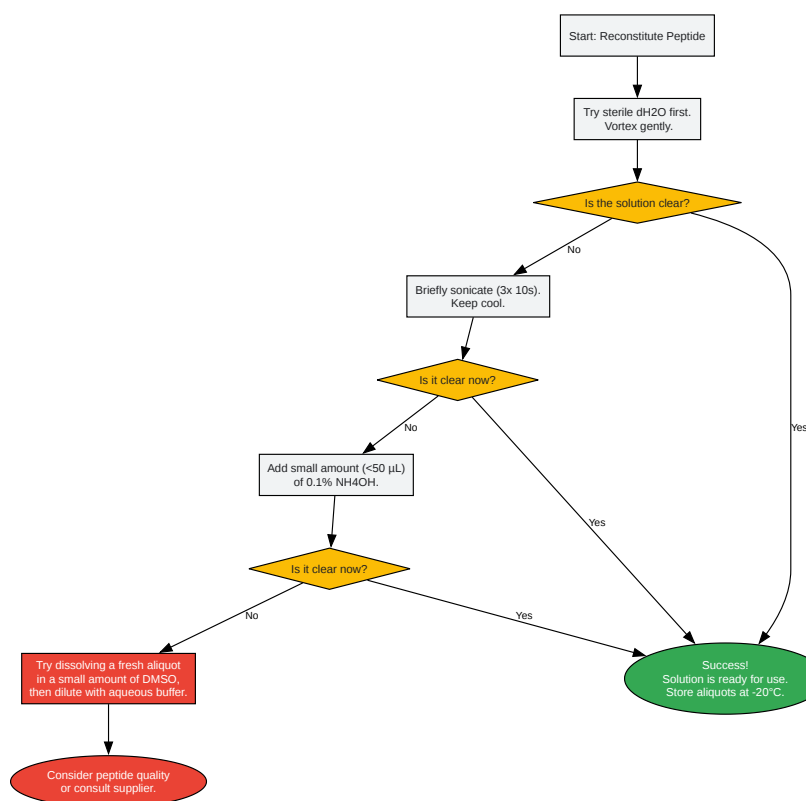 Start: Reconstitute Peptide
Try sterile dH2O first.
Vortex gently.
Is the solution clear?
No
Yes
Briefly sonicate (3x 10s).
Keep cool.
Is it clear now?
No
Yes
Add small amount (<50 µL)
of 0.1% NH4OH.
Is it clear now?
No
Yes
Try dissolving a fresh aliquot
in a small amount of DMSO,
then dilute with aqueous buffer.
Success!
Solution is ready for use.
Store aliquots at -20°C.
Consider peptide quality
or consult supplier.